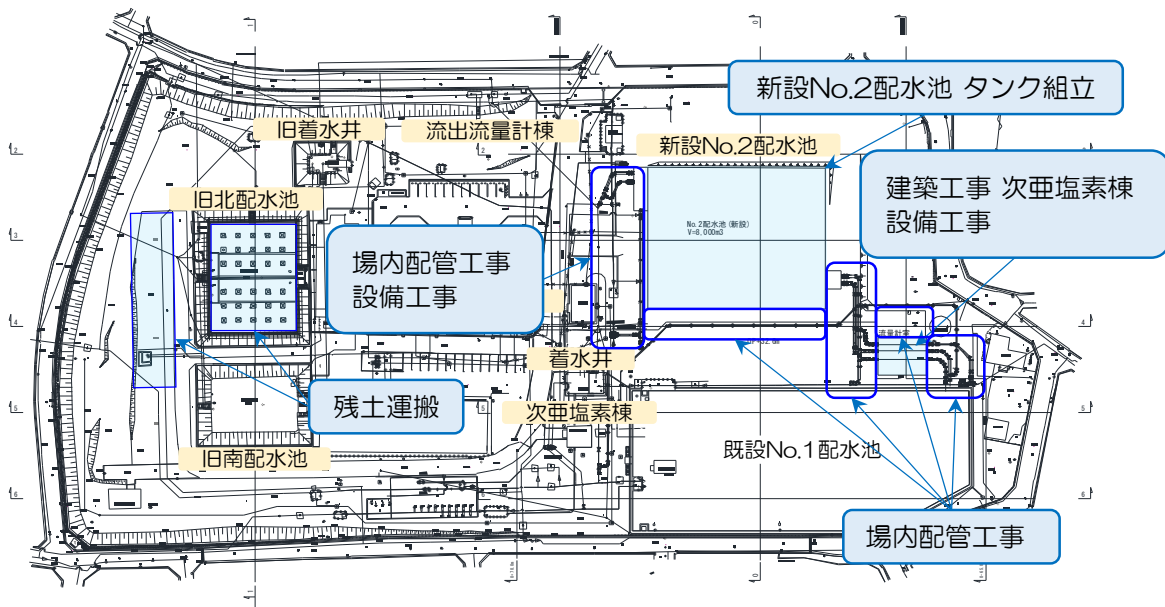 新設No.2配水池 タンク組立
旧着水井
流出流量計棟
新設No.2配水池
建築工事 次亜塩素棟
設備工事
旧北配水池
No.2配水池(新設)
V=8,000m3
場内配管工事
設備工事
流量計室
着水井
残土運搬
次亜塩素棟
既設No.1配水池
旧南配水池
場内配管工事